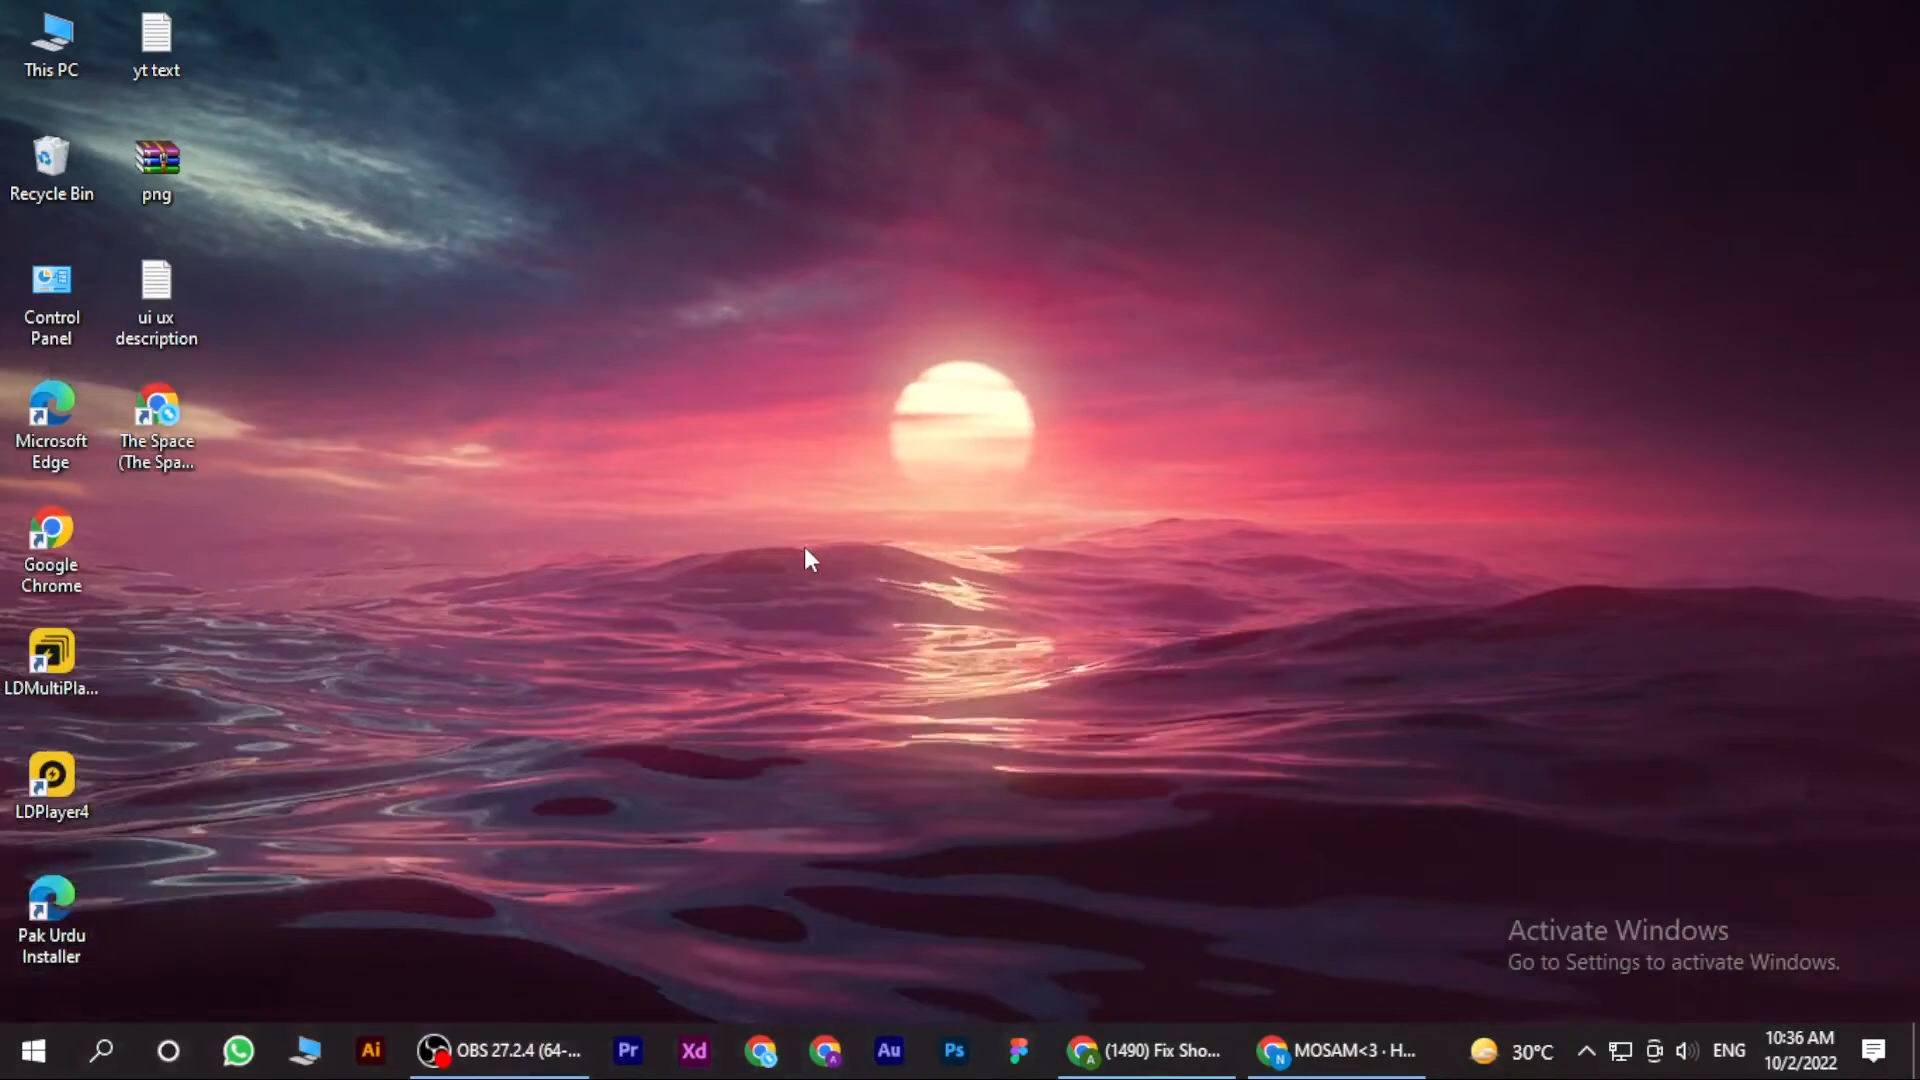 This PC
yt text
Recycle Bin
png
Control
Panel
ui ux
description
Microsoft
Edge
The Space
(The Spa...
Google
Chrome
LDMultiPla...
LDPlayer4
Pak Urdu
Installer
Activate Windows
Go to Settings to activate Windows.
Ai
OBS 27.2.4 (64-...
Pr
Xd
A
Au
Ps
A
(1490) Fix Sho...
N
MOSAM<3 · H...
30°C
ENG
10:36 AM
10/2/2022